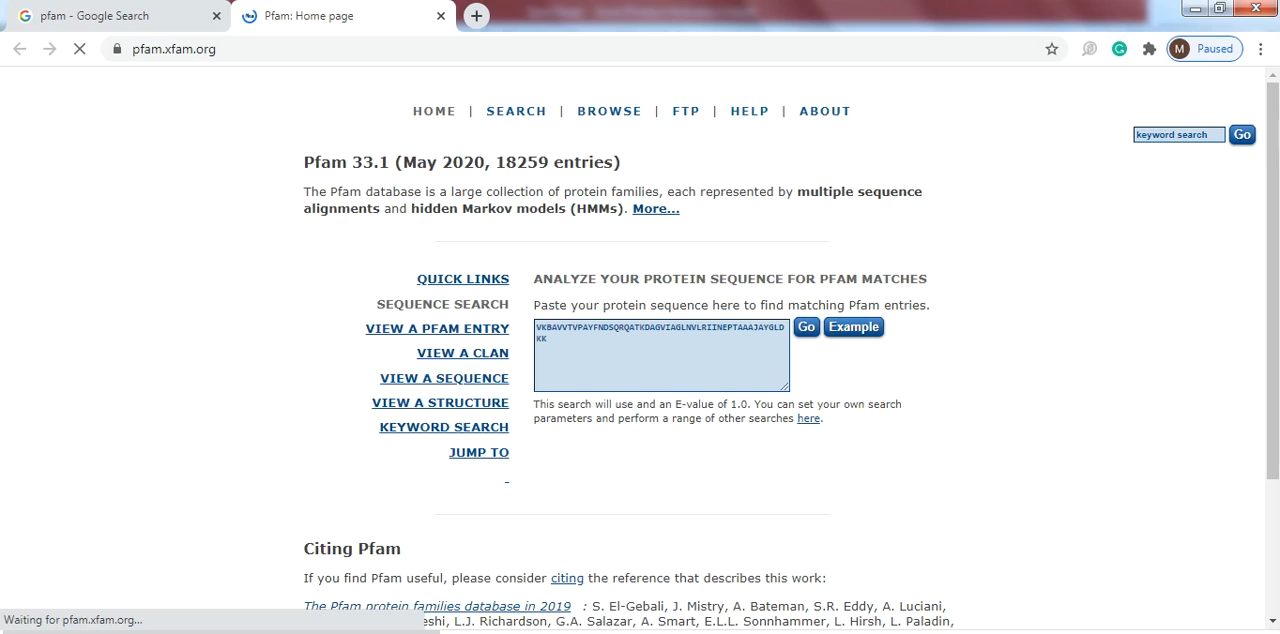 pfam - Google Search
Pfam: Home page
pfam.xfam.org
M Paused
HOME | SEARCH | BROWSE | FTP | HELP | ABOUT
keyword search Go
Pfam 33.1 (May 2020, 18259 entries)
The Pfam database is a large collection of protein families, each represented by multiple sequence
alignments and hidden Markov models (HMMs). More...
QUICK LINKS
SEQUENCE SEARCH
VIEW A PFAM ENTRY
VIEW A CLAN
VIEW A SEQUENCE
VIEW A STRUCTURE
KEYWORD SEARCH
JUMP TO
ANALYZE YOUR PROTEIN SEQUENCE FOR PFAM MATCHES
Paste your protein sequence here to find matching Pfam entries.
VKBAVVTVPAYFNDSQRQATKDAGVIAGLNVLRIINEPTAAAJAYGLD
KK
Go Example
This search will use and an E-value of 1.0. You can set your own search
parameters and perform a range of other searches here.
Citing Pfam
If you find Pfam useful, please consider citing the reference that describes this work:
The Pfam protein families database in 2019 : S. El-Gebali, J. Mistry, A. Bateman, S.R. Eddy, A. Luciani,
eshi, L.J. Richardson, G.A. Salazar, A. Smart, E.L.L. Sonnhammer, L. Hirsh, L. Paladin,
Waiting for pfam.xfam.org...